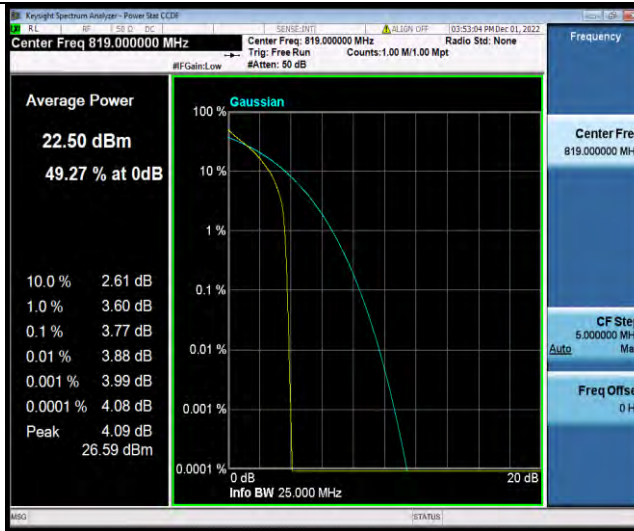 Keysight Spectrum Analyzer - Power Stat CCDF
RL RF 50 Ω DC SENSE:INT ALIGN OFF 03:53:04 PM Dec 01, 2022
Center Freq 819.000000 MHz
Center Freq: 819.000000 MHz Radio Std: None
Trig: Free Run Counts:1.00 M/1.00 Mpt
#IFGain:Low #Atten: 50 dB
Frequency
Average Power
22.50 dBm
49.27 % at 0dB
10.0 % 2.61 dB
1.0 % 3.60 dB
0.1 % 3.77 dB
0.01 % 3.88 dB
0.001 % 3.99 dB
0.0001 % 4.08 dB
Peak 4.09 dB
26.59 dBm
Gaussian
100 %
10 %
1 %
0.1 %
0.01 %
0.001 %
0.0001 %
0 dB 20 dB
Info BW 25.000 MHz
Center Fre
819.000000 MH
CF Ste
5.000000 MH
Auto Ma
Freq Offse
0 H
MSG STATUS